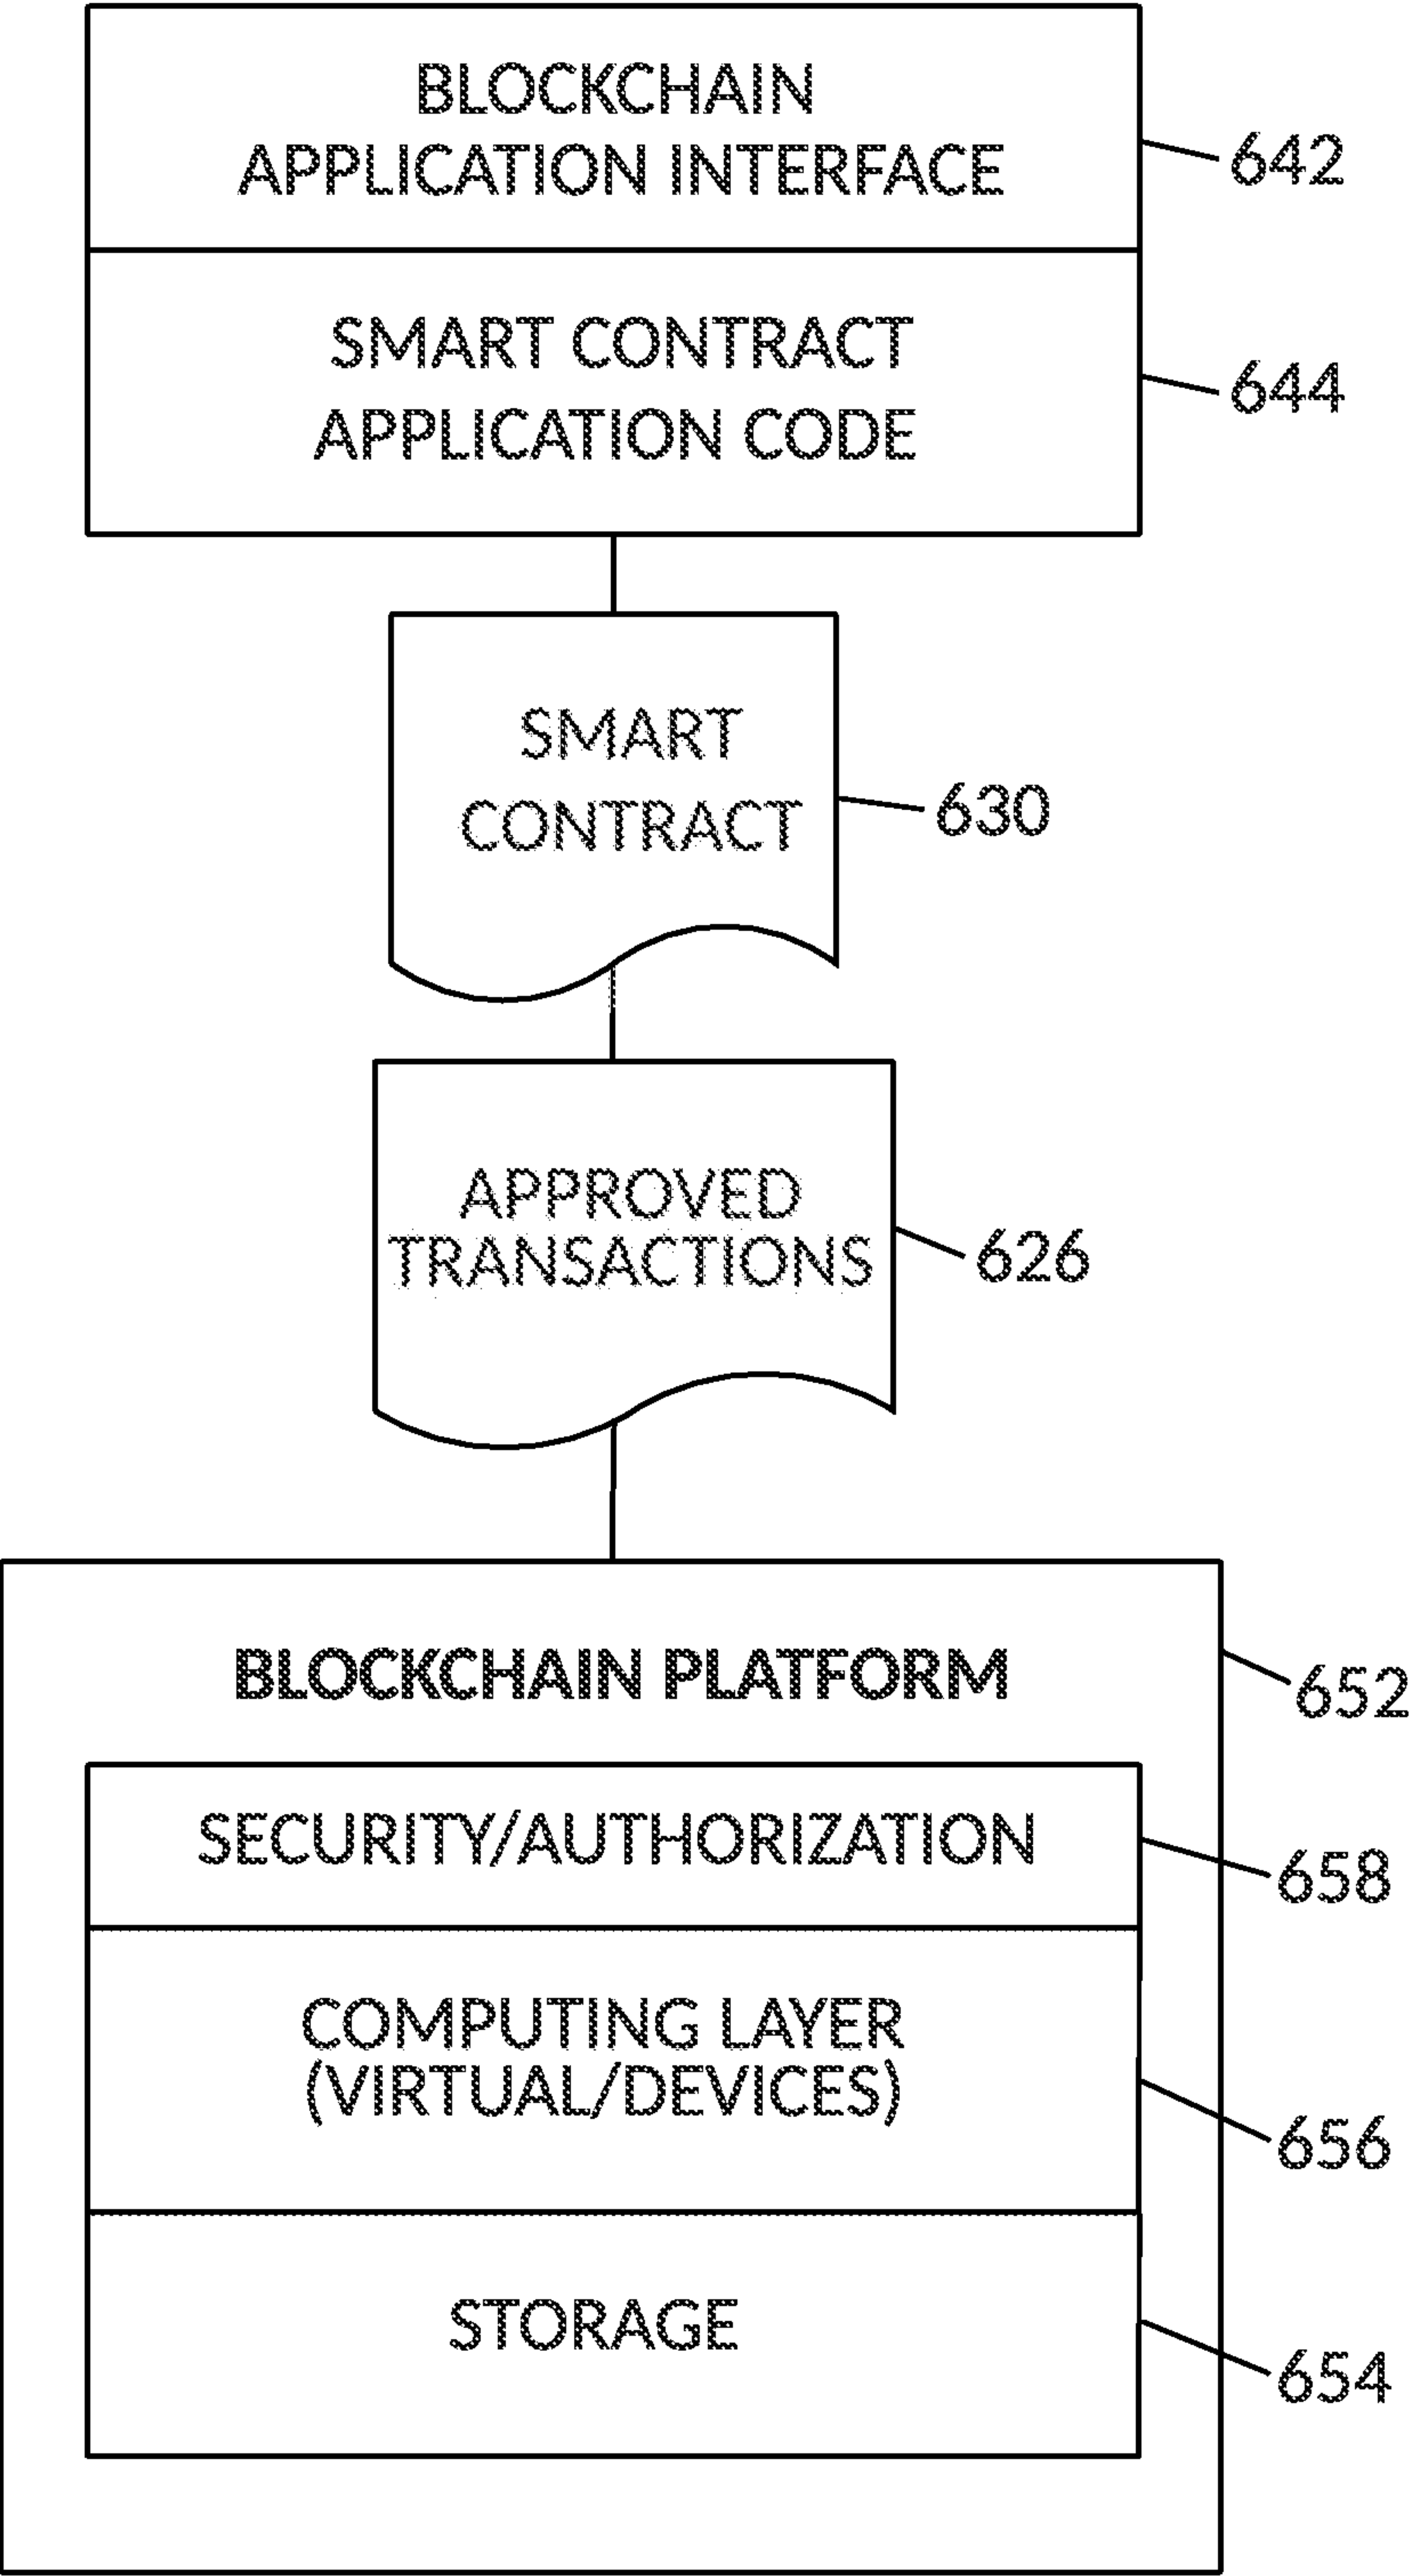 BLOCKCHAIN
APPLICATION INTERFACE
642
SMART CONTRACT
APPLICATION CODE
644
SMART
CONTRACT
630
APPROVED
TRANSACTIONS
626
BLOCKCHAIN PLATFORM
652
SECURITY/AUTHORIZATION
658
COMPUTING LAYER
(VIRTUAL/DEVICES)
656
STORAGE
654